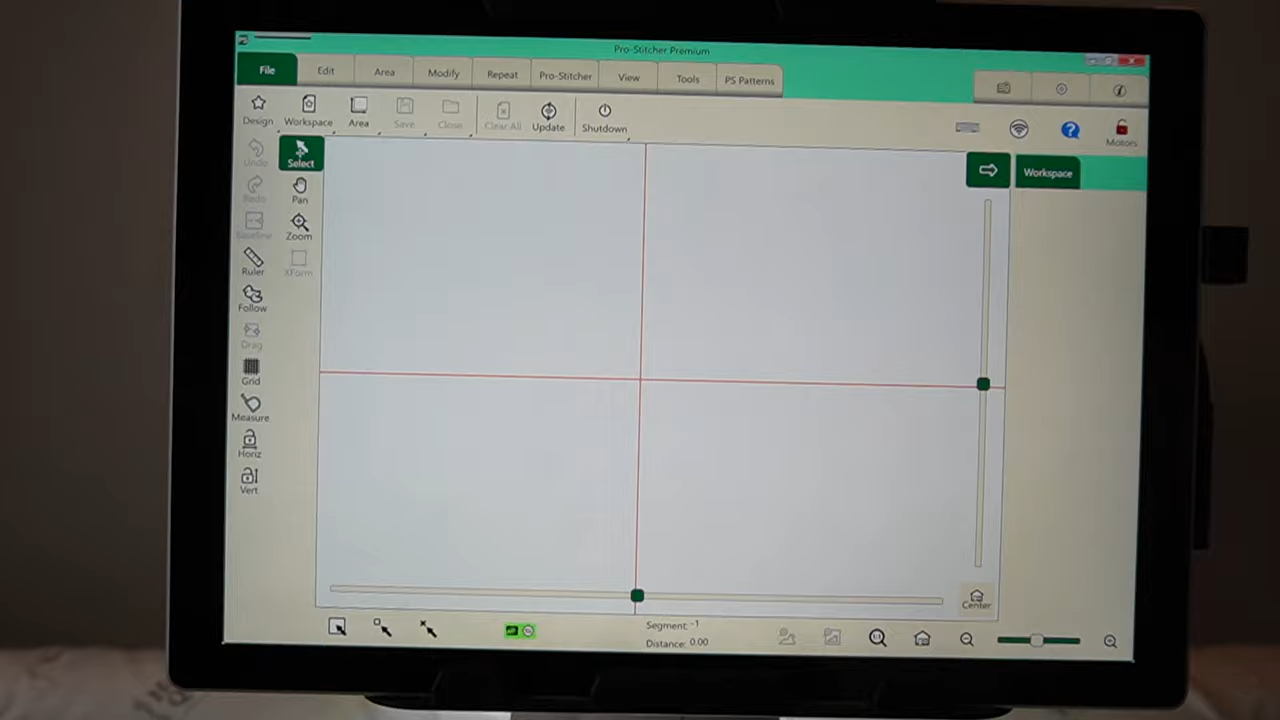 Pro-Stitcher Premium
File Edit Area Modify Repeat Pro-Stitcher View Tools PS Patterns
Design Workspace Area Save Close Clear All Update Shutdown Motors
Undo Select Workspace
Redo Pan
Baseline Zoom
Ruler XForm
Follow
Drag
Grid
Measure
Horiz
Vert
Center
Segment: -1
Distance: 0.00